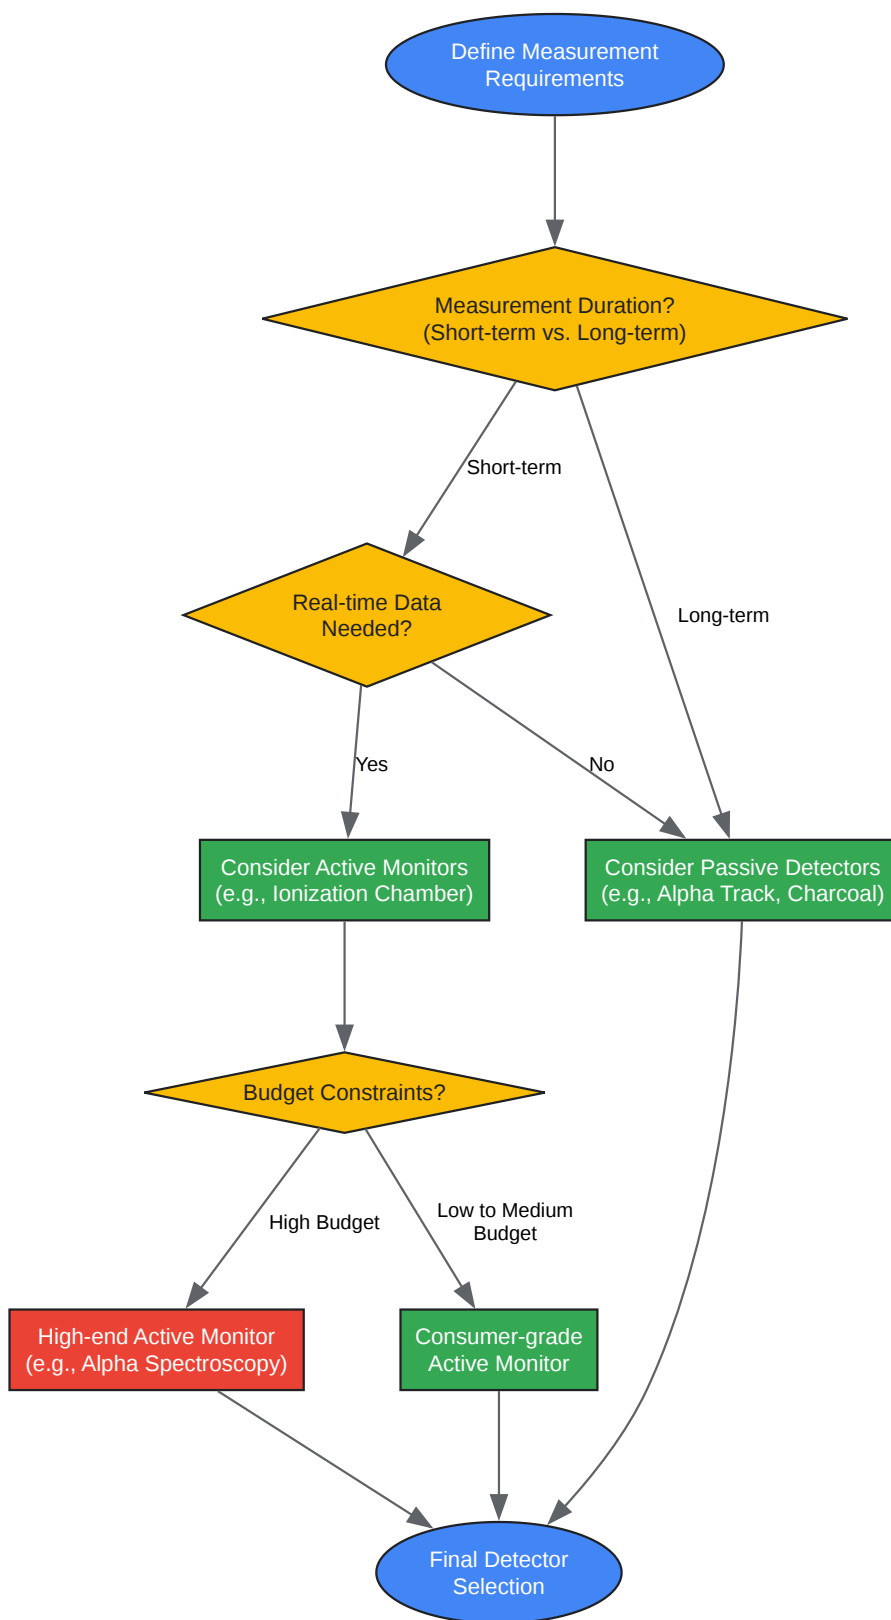 Define Measurement
Requirements
Measurement Duration?
(Short-term vs. Long-term)
Short-term
Real-time Data
Needed?
Long-term
Yes
No
Consider Active Monitors
(e.g., Ionization Chamber)
Consider Passive Detectors
(e.g., Alpha Track, Charcoal)
Budget Constraints?
High Budget
Low to Medium
Budget
High-end Active Monitor
(e.g., Alpha Spectroscopy)
Consumer-grade
Active Monitor
Final Detector
Selection